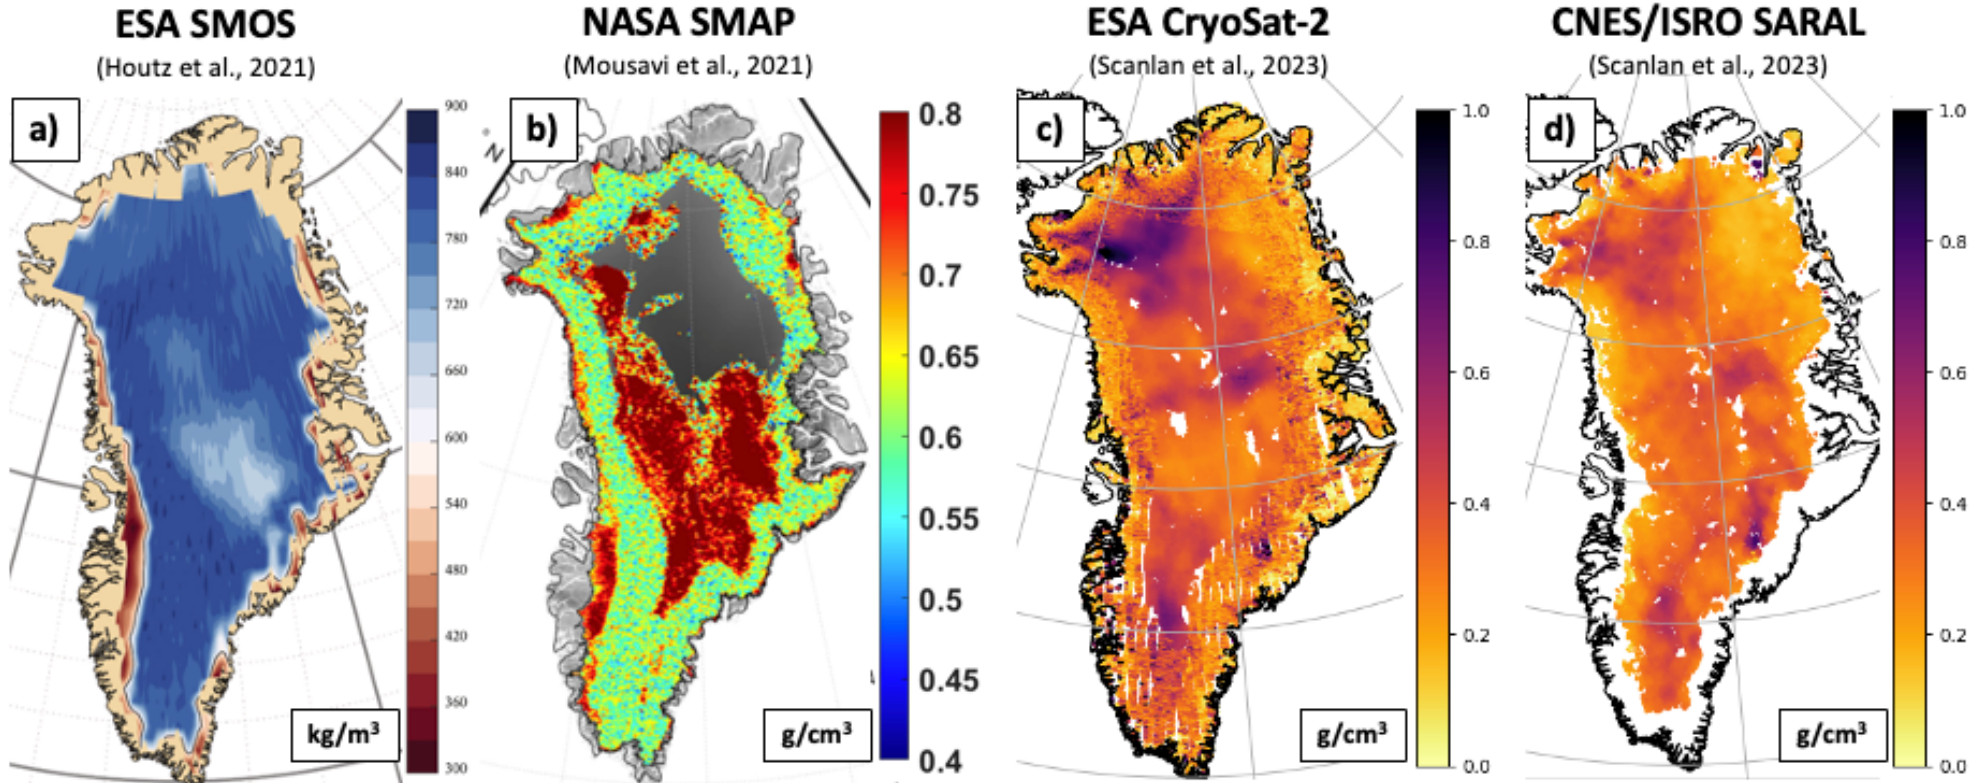 ESA SMOS
(Houtz et al., 2021)
a)
900
840
780
720
660
600
540
480
420
360
300
kg/m³
NASA SMAP
(Mousavi et al., 2021)
b)
N
0.8
0.75
0.7
0.65
0.6
0.55
0.5
0.45
0.4
g/cm³
ESA CryoSat-2
(Scanlan et al., 2023)
c)
1.0
0.8
0.6
0.4
0.2
0.0
g/cm³
CNES/ISRO SARAL
(Scanlan et al., 2023)
d)
1.0
0.8
0.6
0.4
0.2
0.0
g/cm³